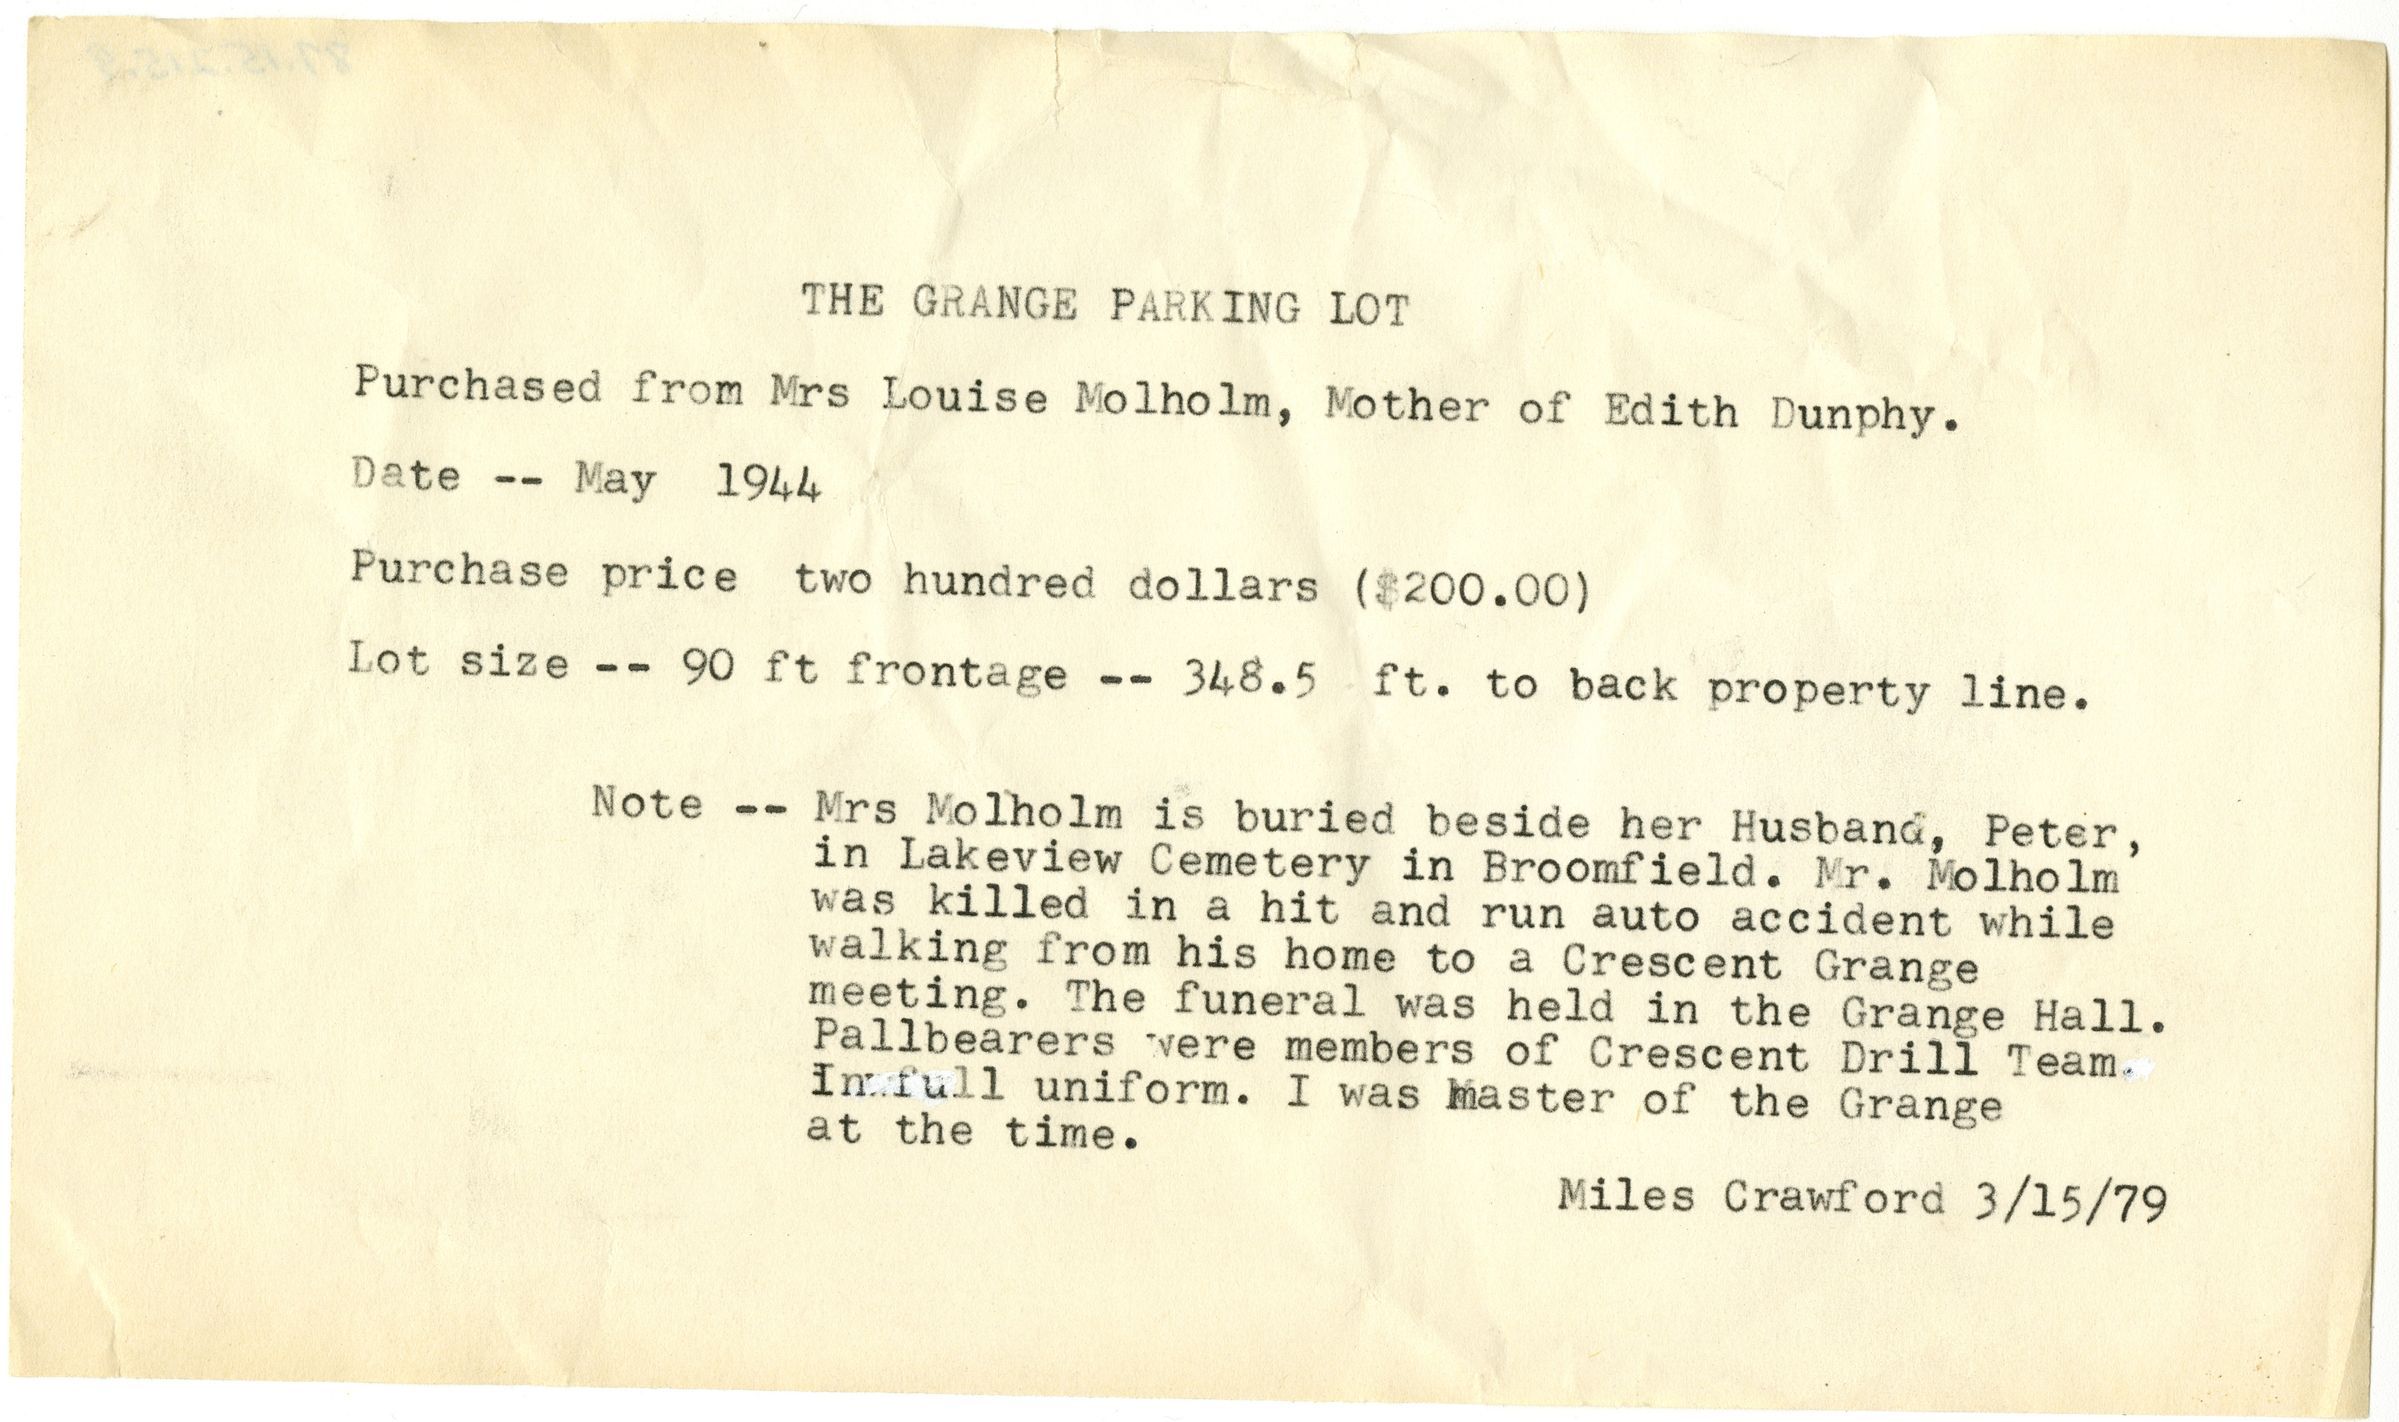 THE GRANGE PARKING LOT
Purchased from Mrs Louise Molholm, Mother of Edith Dunphy.
Date -- May 1944
Purchase price two hundred dollars ($200.00)
Lot size -- 90 ft frontage -- 348.5 ft. to back property line.
Note -- Mrs Molholm is buried beside her Husband, Peter,
in Lakeview Cemetery in Broomfield. Mr. Molholm
was killed in a hit and run auto accident while
walking from his home to a Crescent Grange
meeting. The funeral was held in the Grange Hall.
Pallbearers were members of Crescent Drill Team.
In full uniform. I was Master of the Grange
at the time.
Miles Crawford 3/15/79